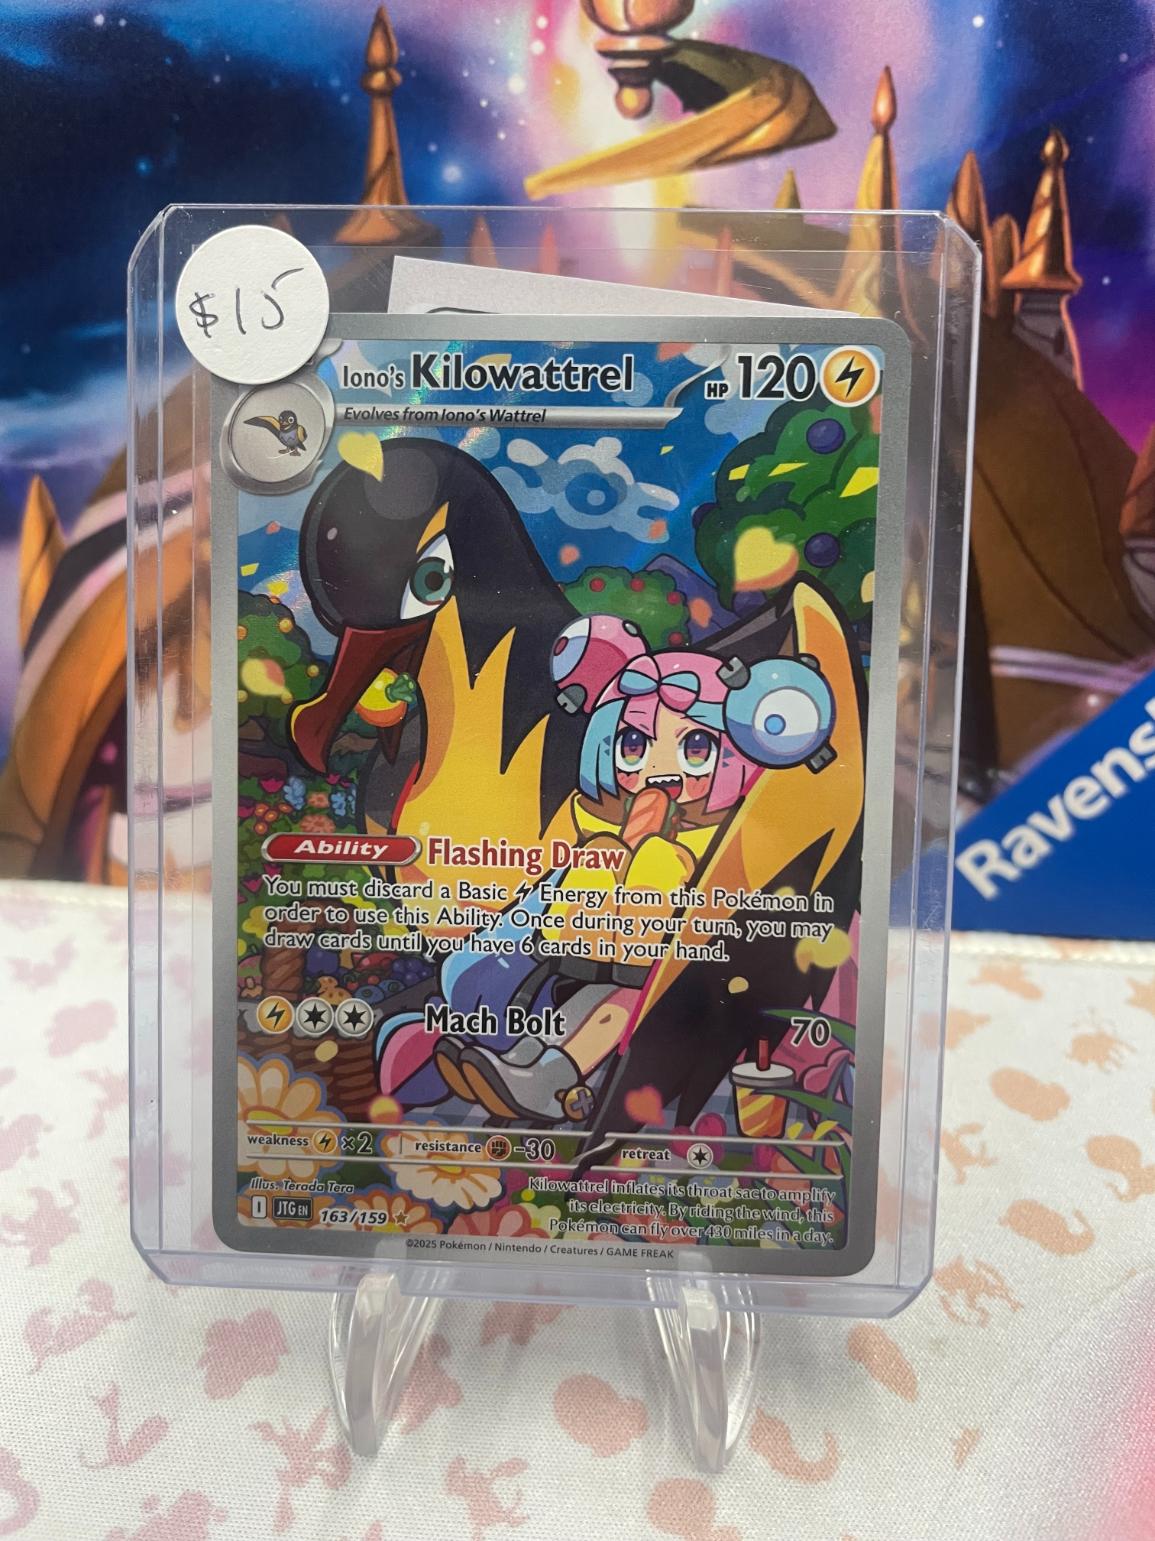 $15
Iono's Kilowattrel HP 120
Evolves from Iono's Wattrel
Ability Flashing Draw
You must discard a Basic Energy from this Pokémon in
order to use this Ability. Once during your turn, you may
draw cards until you have 6 cards in your hand.
Mach Bolt 70
weakness ×2 resistance -30 retreat
Illus. Terada Tera
Kilowattrel inflates its throat sac to amplify
its electricity. By riding the wind, this
Pokémon can fly over 430 miles in a day.
I JTG EN 163/159
©2025 Pokémon / Nintendo / Creatures / GAME FREAK
Ravens